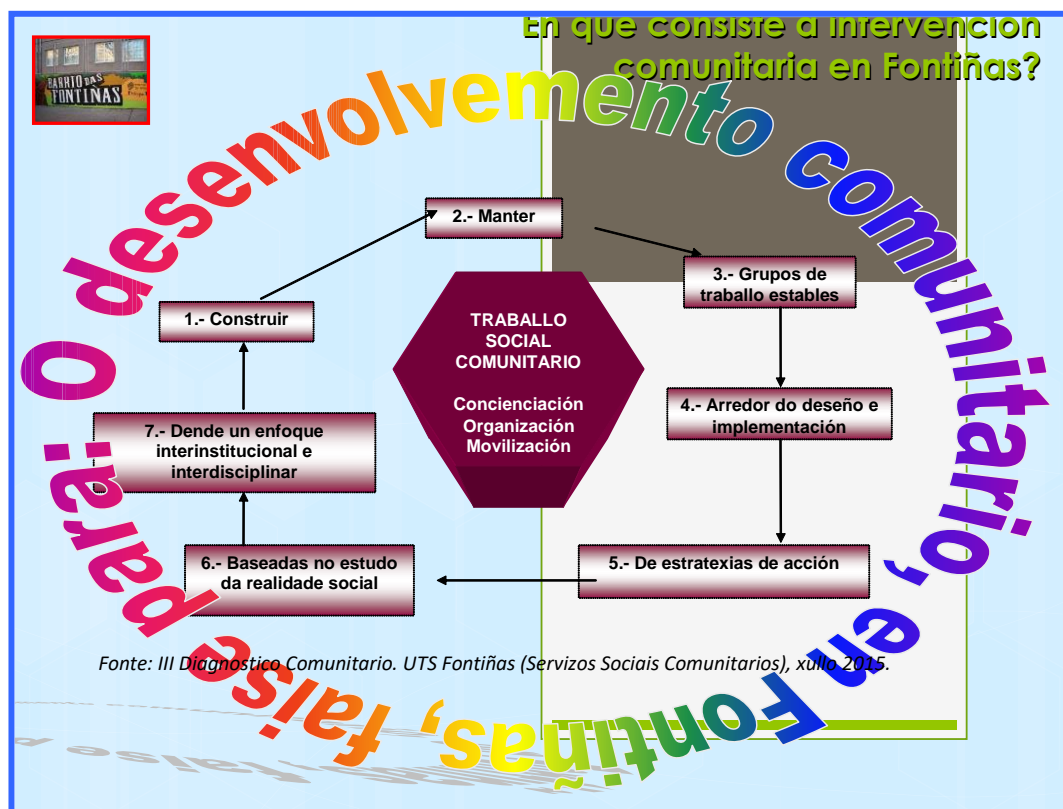 En que consiste a intervención
comunitaria en Fontiñas?
BARRIO DAS
FONTIÑAS
O desenvolvemento comunitario, en Fontiñas, faise para:
1.- Construir
2.- Manter
3.- Grupos de
traballo estables
4.- Arredor do deseño e
implementación
5.- De estratexias de acción
6.- Baseadas no estudo
da realidade social
7.- Dende un enfoque
interinstitucional e
interdisciplinar
TRABALLO
SOCIAL
COMUNITARIO
Concienciación
Organización
Movilización
Fonte: III Diagnostico Comunitario. UTS Fontiñas (Servizos Sociais Comunitarios), xullo 2015.